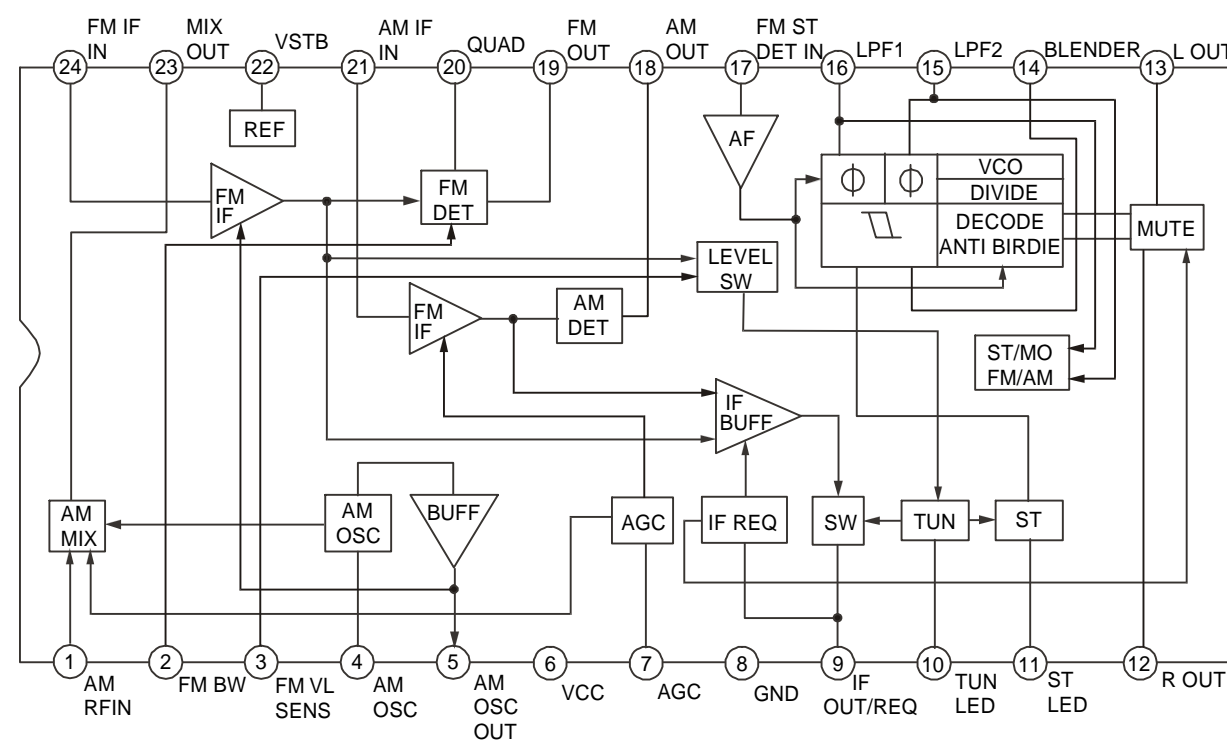 FM IF
IN
MIX
OUT
VSTB
AM IF
IN
QUAD
FM
OUT
AM
OUT
FM ST
DET IN
LPF1
LPF2
BLENDER
L OUT
24
23
22
21
20
19
18
17
16
15
14
13
REF
AF
FM
IF
FM
DET
VCO
DIVIDE
DECODE
ANTI BIRDIE
MUTE
LEVEL
SW
FM
IF
AM
DET
ST/MO
FM/AM
IF
BUFF
AM
MIX
AM
OSC
BUFF
AGC
IF REQ
SW
TUN
ST
1
2
3
4
5
6
7
8
9
10
11
12
AM
RFIN
FM BW
FM VL
SENS
AM
OSC
AM
OSC
OUT
VCC
AGC
GND
IF
OUT/REQ
TUN
LED
ST
LED
R OUT